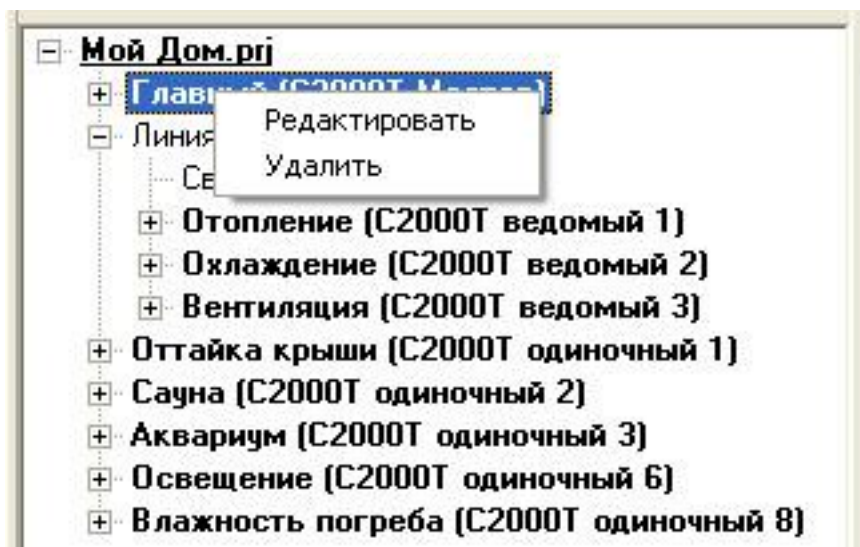 Мой Дом.prj
Редактировать
Удалить
Линия
Отопление (С2000Т ведомый 1)
Охлаждение (С2000Т ведомый 2)
Вентиляция (С2000Т ведомый 3)
Оттайка крыши (С2000Т одиночный 1)
Сауна (С2000Т одиночный 2)
Аквариум (С2000Т одиночный 3)
Освещение (С2000Т одиночный 6)
Влажность погреба (С2000Т одиночный 8)